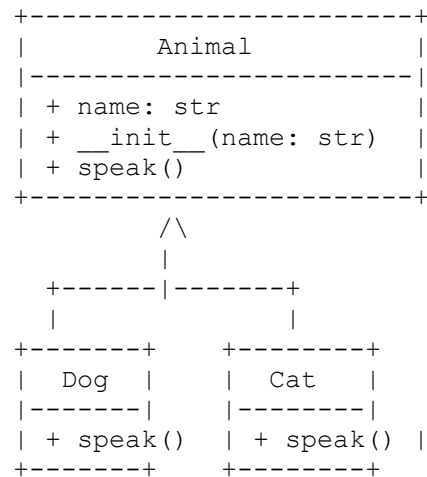 +------------------------+
|        Animal          |
|------------------------|
| + name: str            |
| + __init__(name: str)  |
| + speak()              |
+------------------------+
         /\
         |
  +------|-------+
  |              |
+-------+    +--------+
|  Dog  |    |  Cat   |
|-------|    |--------|
| + speak()  | + speak() |
+-------+    +--------+